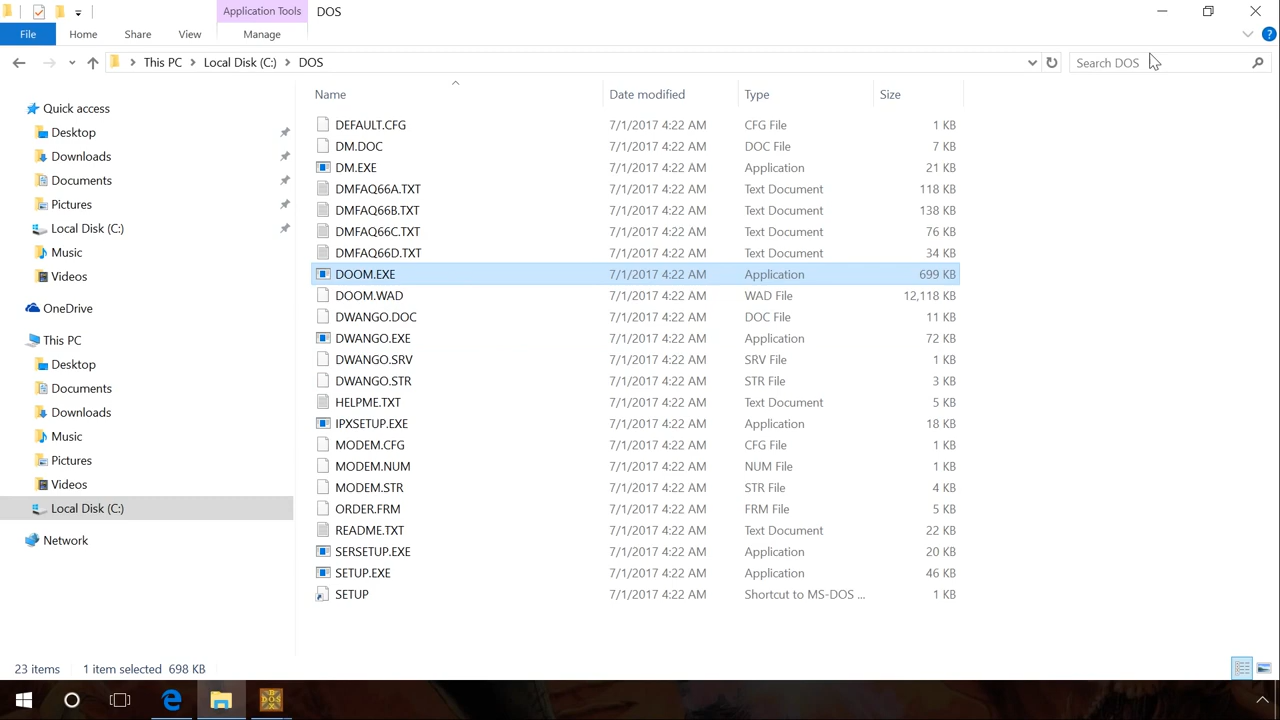 Application Tools DOS
File Home Share View Manage
This PC Local Disk (C:) DOS Search DOS
Name Date modified Type Size
Quick access
Desktop
Downloads
Documents
Pictures
Local Disk (C:)
Music
Videos
OneDrive
This PC
Desktop
Documents
Downloads
Music
Pictures
Videos
Local Disk (C:)
Network
DEFAULT.CFG 7/1/2017 4:22 AM CFG File 1 KB
DM.DOC 7/1/2017 4:22 AM DOC File 7 KB
DM.EXE 7/1/2017 4:22 AM Application 21 KB
DMFAQ66A.TXT 7/1/2017 4:22 AM Text Document 118 KB
DMFAQ66B.TXT 7/1/2017 4:22 AM Text Document 138 KB
DMFAQ66C.TXT 7/1/2017 4:22 AM Text Document 76 KB
DMFAQ66D.TXT 7/1/2017 4:22 AM Text Document 34 KB
DOOM.EXE 7/1/2017 4:22 AM Application 699 KB
DOOM.WAD 7/1/2017 4:22 AM WAD File 12,118 KB
DWANGO.DOC 7/1/2017 4:22 AM DOC File 11 KB
DWANGO.EXE 7/1/2017 4:22 AM Application 72 KB
DWANGO.SRV 7/1/2017 4:22 AM SRV File 1 KB
DWANGO.STR 7/1/2017 4:22 AM STR File 3 KB
HELPME.TXT 7/1/2017 4:22 AM Text Document 5 KB
IPXSETUP.EXE 7/1/2017 4:22 AM Application 18 KB
MODEM.CFG 7/1/2017 4:22 AM CFG File 1 KB
MODEM.NUM 7/1/2017 4:22 AM NUM File 1 KB
MODEM.STR 7/1/2017 4:22 AM STR File 4 KB
ORDER.FRM 7/1/2017 4:22 AM FRM File 5 KB
README.TXT 7/1/2017 4:22 AM Text Document 22 KB
SERSETUP.EXE 7/1/2017 4:22 AM Application 20 KB
SETUP.EXE 7/1/2017 4:22 AM Application 46 KB
SETUP 7/1/2017 4:22 AM Shortcut to MS-DOS ... 1 KB
23 items 1 item selected 698 KB
DOS